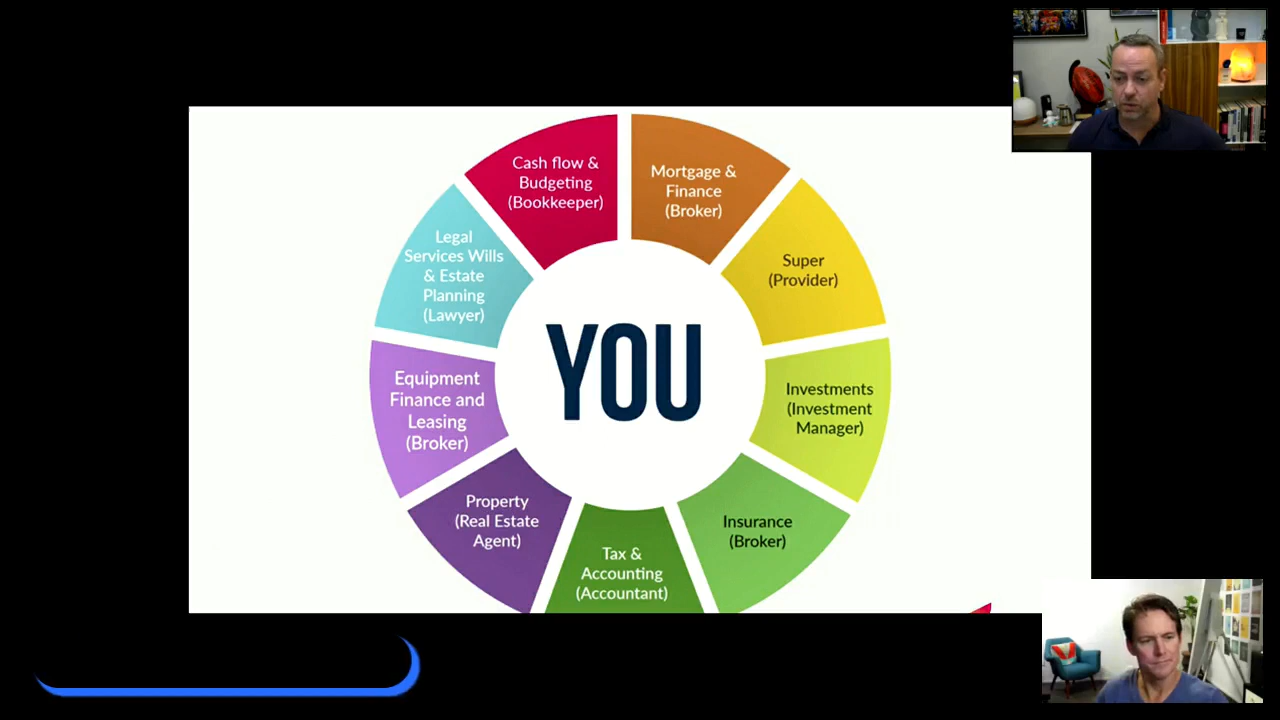 Cash flow &
Budgeting
(Bookkeeper)
Mortgage &
Finance
(Broker)
Super
(Provider)
Investments
(Investment
Manager)
Insurance
(Broker)
Tax &
Accounting
(Accountant)
Property
(Real Estate
Agent)
Equipment
Finance and
Leasing
(Broker)
Legal
Services Wills
& Estate
Planning
(Lawyer)
YOU